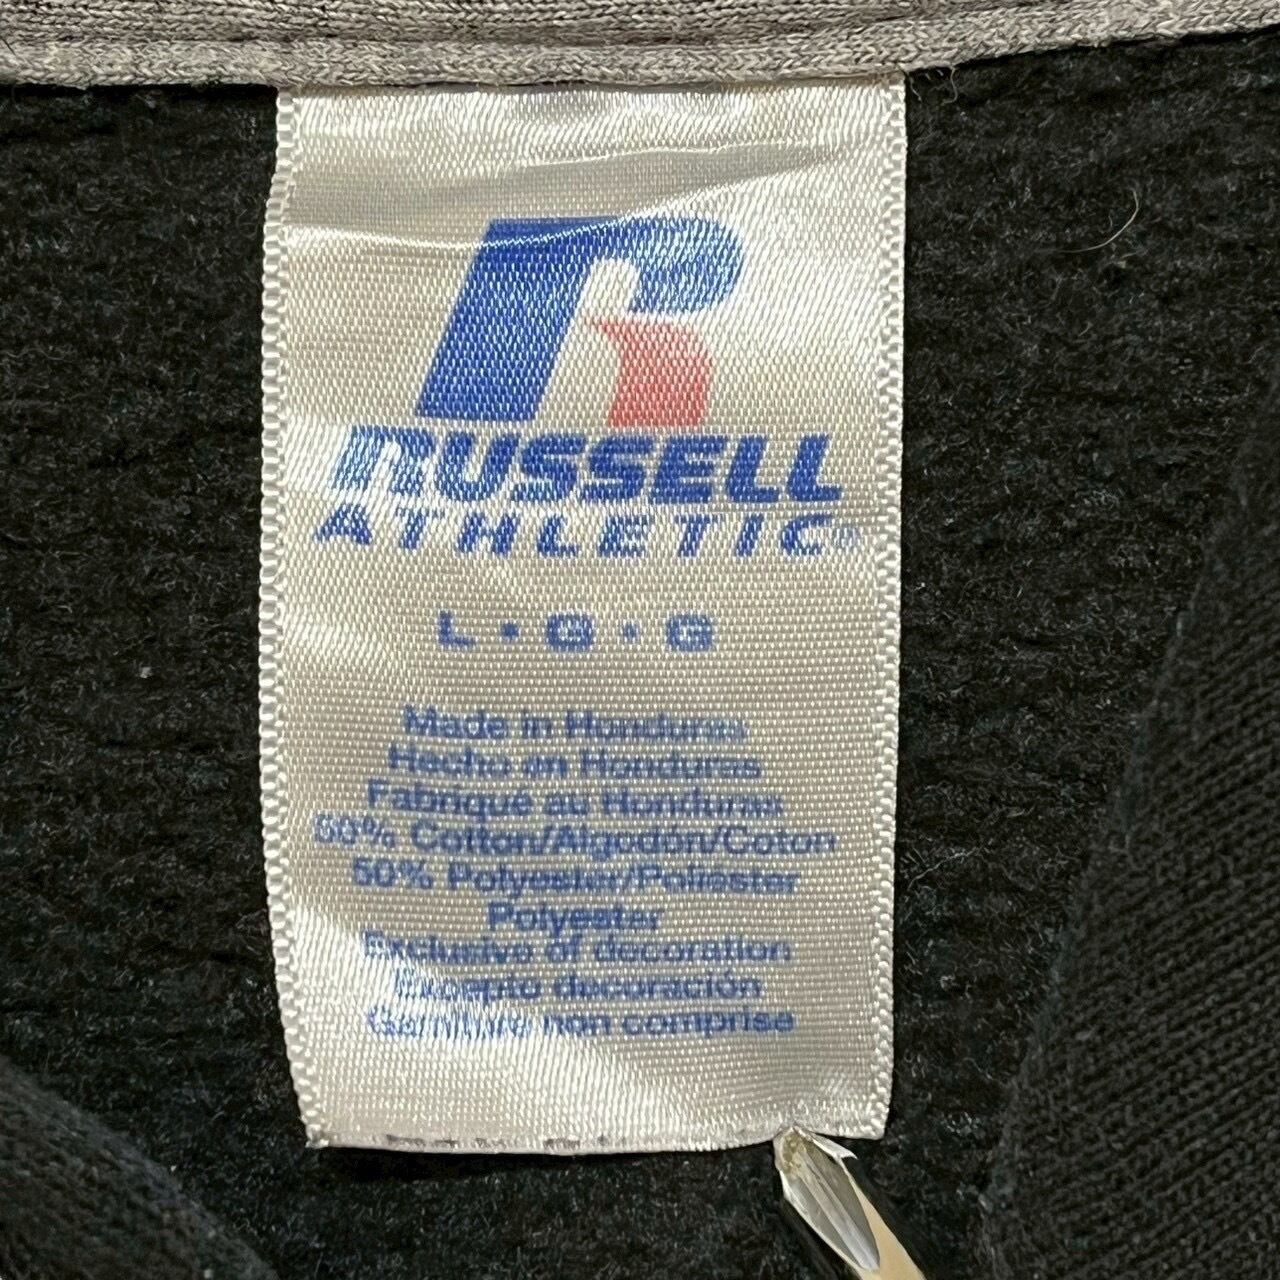 RUSSELL
ATHLETIC®
L • G • G
Made in Honduras
Hecho en Honduras
Fabriqué au Honduras
50% Cotton/Algodón/Coton
50% Polyester/Poliester
Polyester
Exclusive of decoration
Excepto decoración
Garniture non comprise